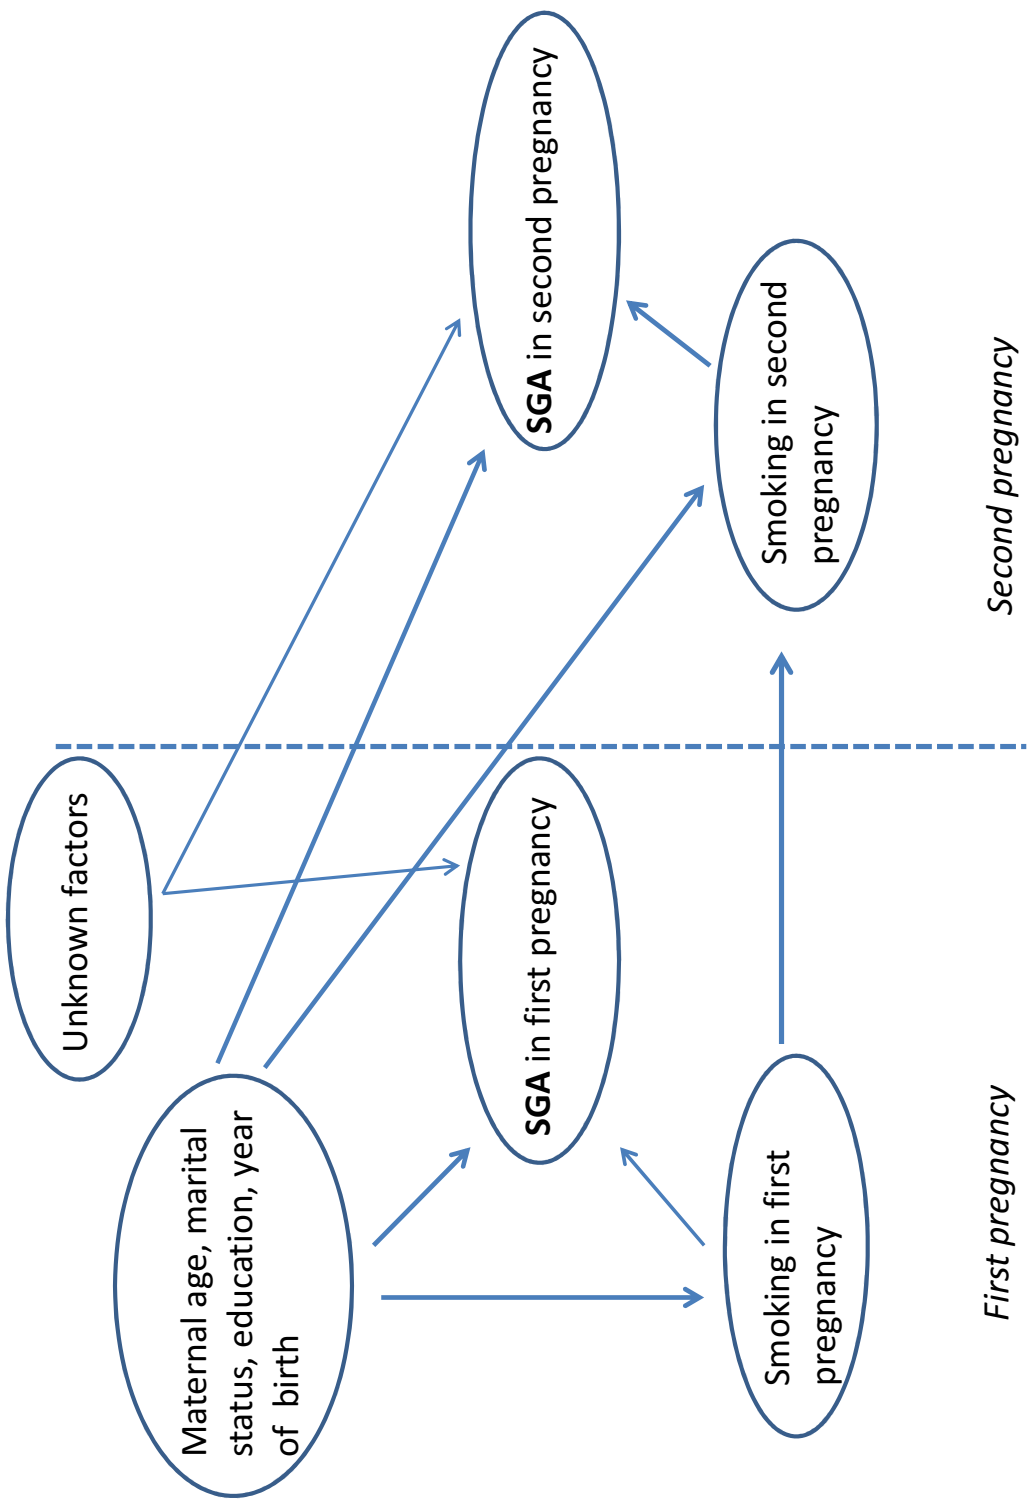 Unknown factors
Maternal age, marital
status, education, year
of birth
SGA in first pregnancy
SGA in second pregnancy
Smoking in first
pregnancy
Smoking in second
pregnancy
First pregnancy
Second pregnancy